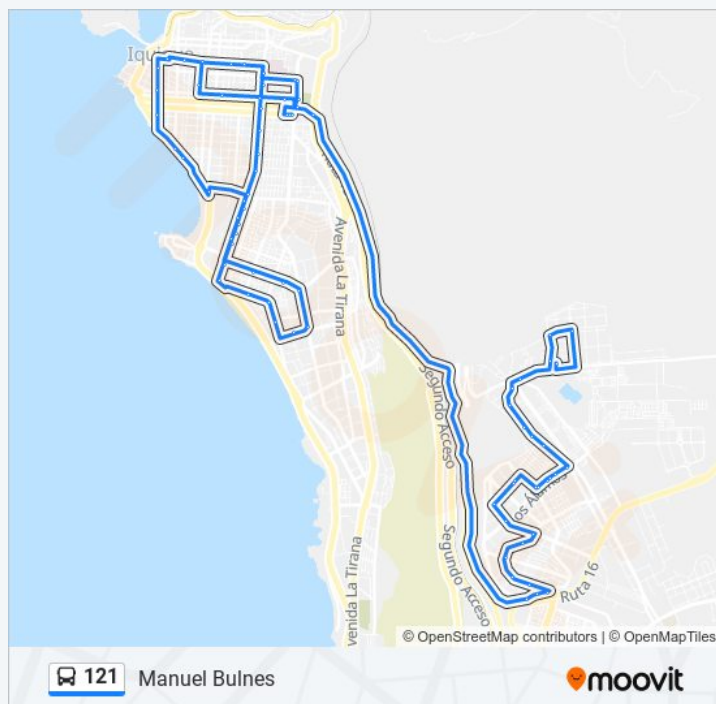 Iquique
Avenida La Tirana
Segundo Acceso
os Álamos
Segundo Acceso
Ruta 16
venida La Tirana
© OpenStreetMap contributors | © OpenMapTiles
121 Manuel Bulnes
moovit